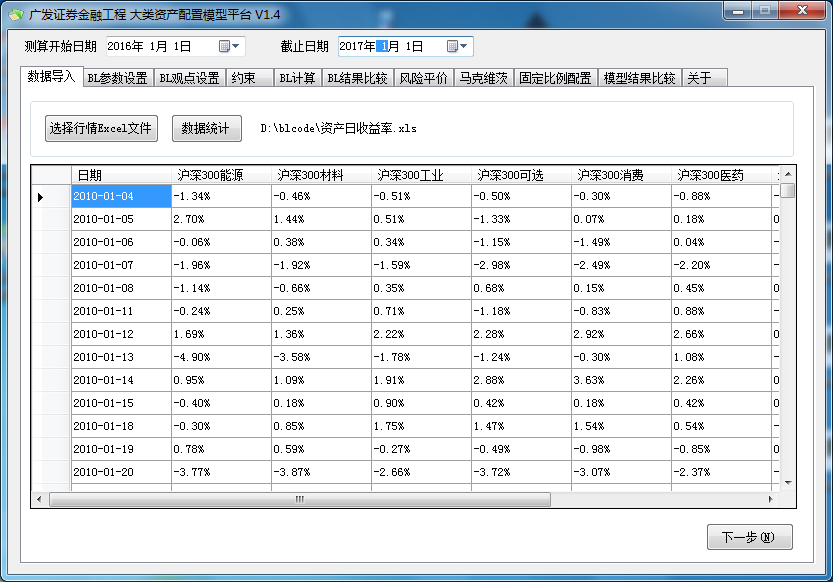 广发证券金融工程 大类资产配置模型平台 V1.4
测算开始日期 2016年 1月 1日 截止日期 2017年 1月 1日
数据导入 BL参数设置 BL观点设置 约束 BL计算 BL结果比较 风险平价 马克维茨 固定比例配置 模型结果比较 关于
选择行情Excel文件 数据统计 D:\blcode\资产日收益率.xls
日期 沪深300能源 沪深300材料 沪深300工业 沪深300可选 沪深300消费 沪深300医药
2010-01-04 -1.34% -0.46% -0.51% -0.50% -0.30% -0.88% -
2010-01-05 2.70% 1.44% 0.51% -1.33% 0.07% 0.18% 0
2010-01-06 -0.06% 0.38% 0.34% -1.15% -1.49% 0.04% -
2010-01-07 -1.96% -1.92% -1.59% -2.98% -2.49% -2.20% -
2010-01-08 -1.14% -0.66% 0.35% 0.68% 0.15% 0.45% 0
2010-01-11 -0.24% 0.25% 0.71% -1.18% -0.83% 0.88% -
2010-01-12 1.69% 1.36% 2.22% 2.28% 2.92% 2.66% 0
2010-01-13 -4.90% -3.58% -1.78% -1.24% -0.30% 1.08% -
2010-01-14 0.95% 1.09% 1.91% 2.88% 3.63% 2.26% 0
2010-01-15 -0.40% 0.18% 0.90% 0.42% 0.18% 0.42% 0
2010-01-18 -0.30% 0.85% 1.75% 1.47% 1.54% 0.54% -
2010-01-19 0.78% 0.59% -0.27% -0.49% -0.98% -0.85% 0
2010-01-20 -3.77% -3.87% -2.66% -3.72% -3.07% -2.37% -
下一步(N)